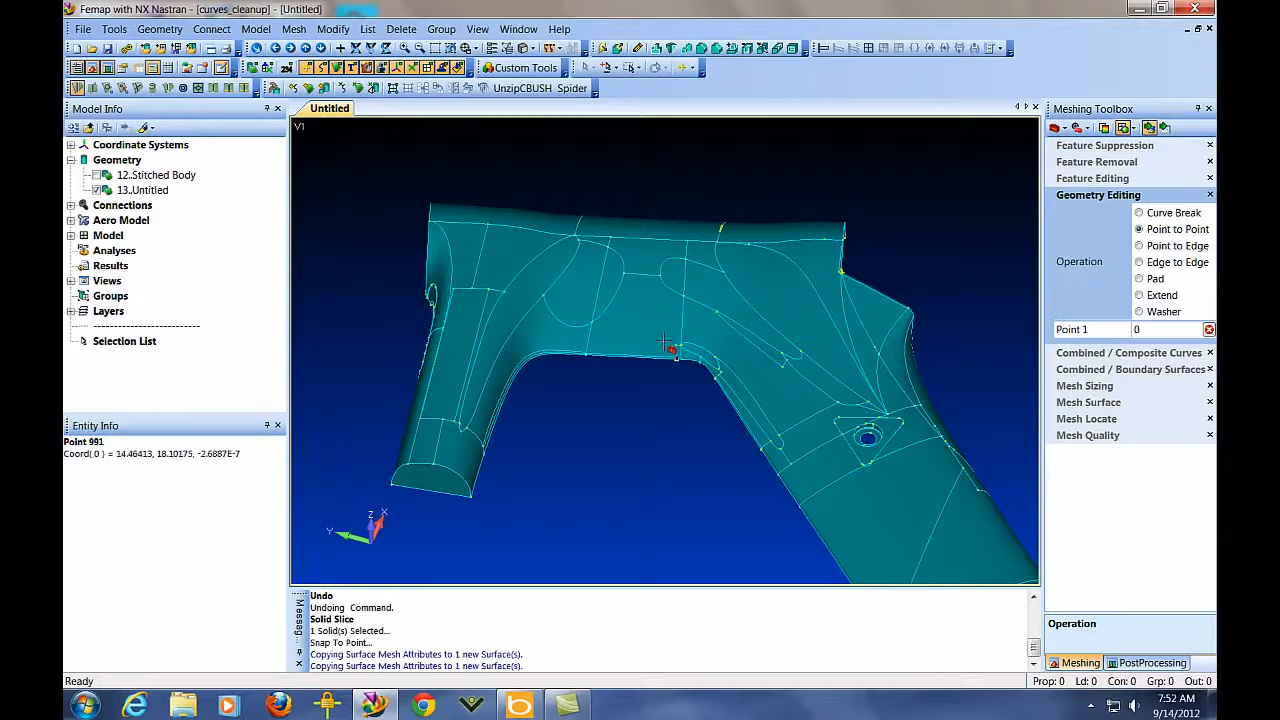 Femap with NX Nastran - [curves_cleanup] - [Untitled]
File Tools Geometry Connect Model Mesh Modify List Delete Group View Window Help
Custom Tools
UnzipCBUSH Spider
Model Info
Coordinate Systems
Geometry
12..Stitched Body
13..Untitled
Connections
Aero Model
Model
Analyses
Results
Views
Groups
Layers
Selection List
Entity Info
Point 991
Coord( 0 ) = 14.46413, 18.10175, -2.6887E-7
Untitled
V1
Z
X
Y
Messag
Undo
Undoing Command.
Solid Slice
1 Solid(s) Selected...
Snap To Point...
Copying Surface Mesh Attributes to 1 new Surface(s).
Copying Surface Mesh Attributes to 1 new Surface(s).
Meshing Toolbox
Feature Suppression
Feature Removal
Feature Editing
Geometry Editing
Operation
Curve Break
Point to Point
Point to Edge
Edge to Edge
Pad
Extend
Washer
Point 1 0
Combined / Composite Curves
Combined / Boundary Surfaces
Mesh Sizing
Mesh Surface
Mesh Locate
Mesh Quality
Operation
Meshing PostProcessing
Ready Prop: 0 Ld: 0 Con: 0 Grp: 0 Out: 0
7:52 AM
9/14/2012